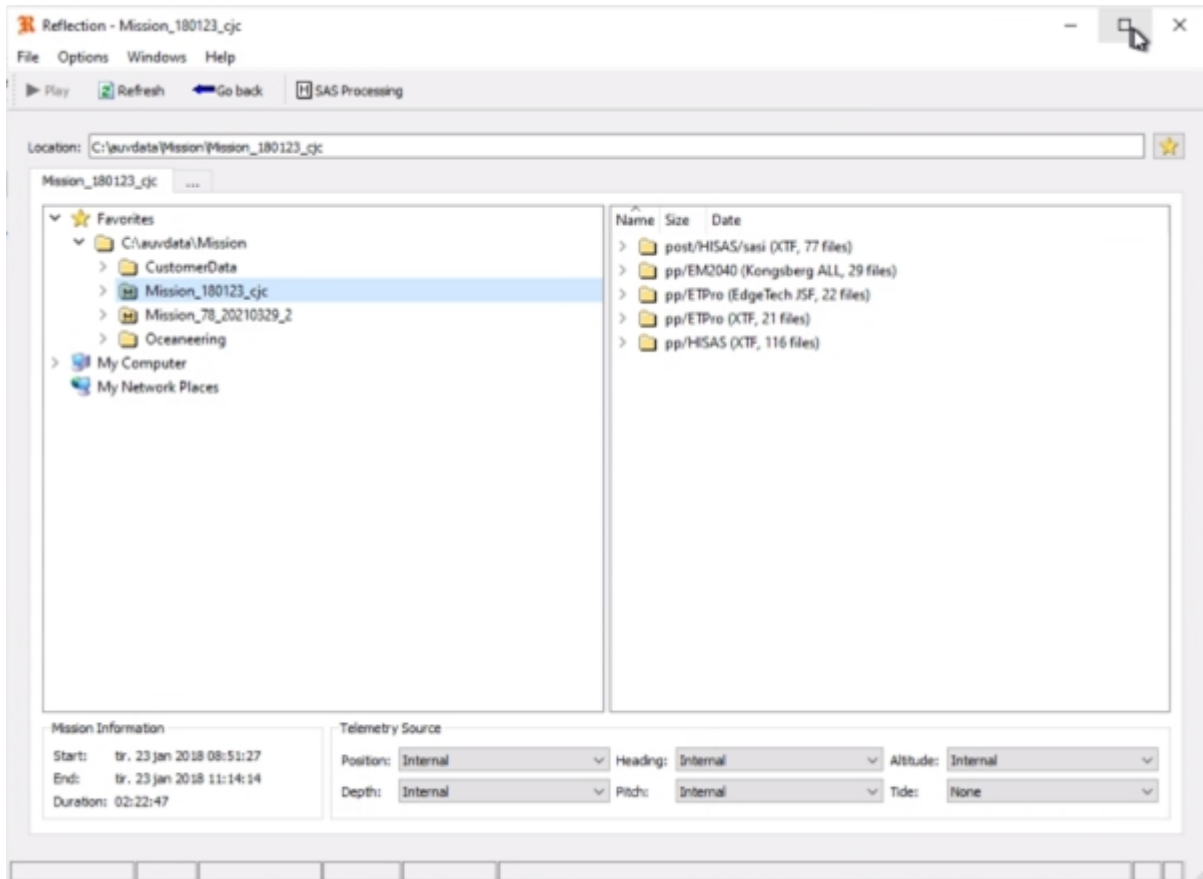 Reflection - Mission_180123_cjc
File Options Windows Help
Play Refresh Go back SAS Processing
Location: C:\auvdata\Mission\Mission_180123_cjc
Mission_180123_cjc ...
Favorites
C:\auvdata\Mission
CustomerData
Mission_180123_cjc
Mission_78_20210329_2
Oceaneering
My Computer
My Network Places
Name Size Date
post/HISAS/sasi (XTF, 77 files)
pp/EM2040 (Kongsberg ALL, 29 files)
pp/ETPro (EdgeTech JSF, 22 files)
pp/ETPro (XTF, 21 files)
pp/HISAS (XTF, 116 files)
Mission Information
Start: tir. 23 jan 2018 08:51:27
End: tir. 23 jan 2018 11:14:14
Duration: 02:22:47
Telemetry Source
Position: Internal Heading: Internal Altitude: Internal
Depth: Internal Pitch: Internal Tide: None